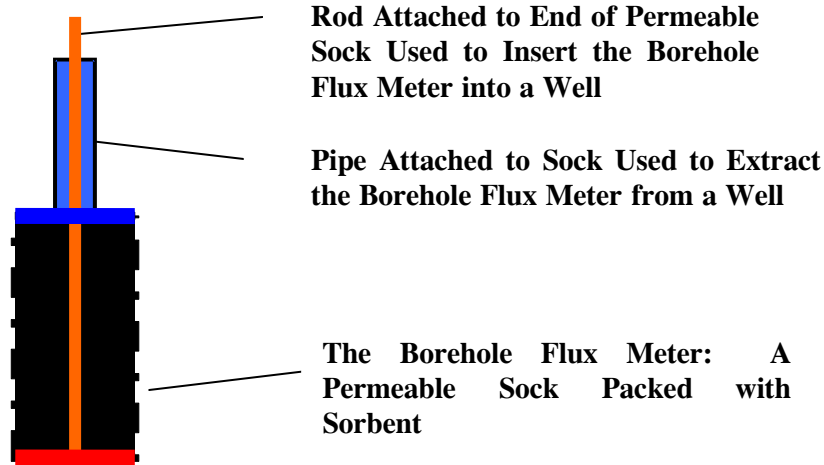 Rod Attached to End of Permeable
Sock Used to Insert the Borehole
Flux Meter into a Well
Pipe Attached to Sock Used to Extract
the Borehole Flux Meter from a Well
The Borehole Flux Meter: A
Permeable Sock Packed with
Sorbent